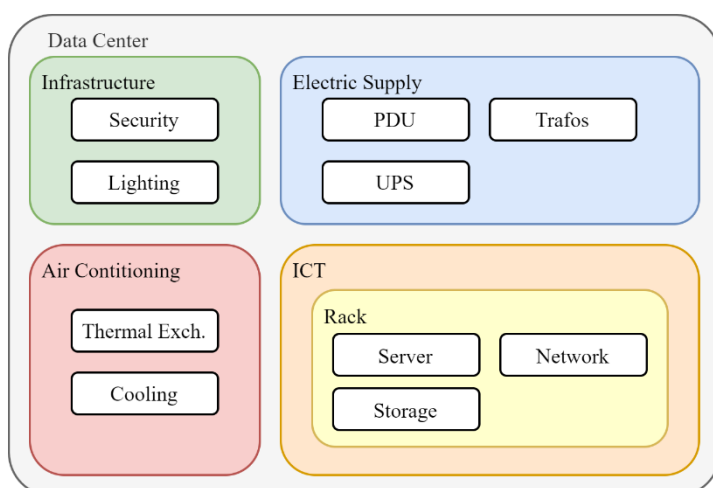 Data Center
Infrastructure
Security
Lighting
Electric Supply
PDU
Trafos
UPS
Air Contitioning
Thermal Exch.
Cooling
ICT
Rack
Server
Network
Storage